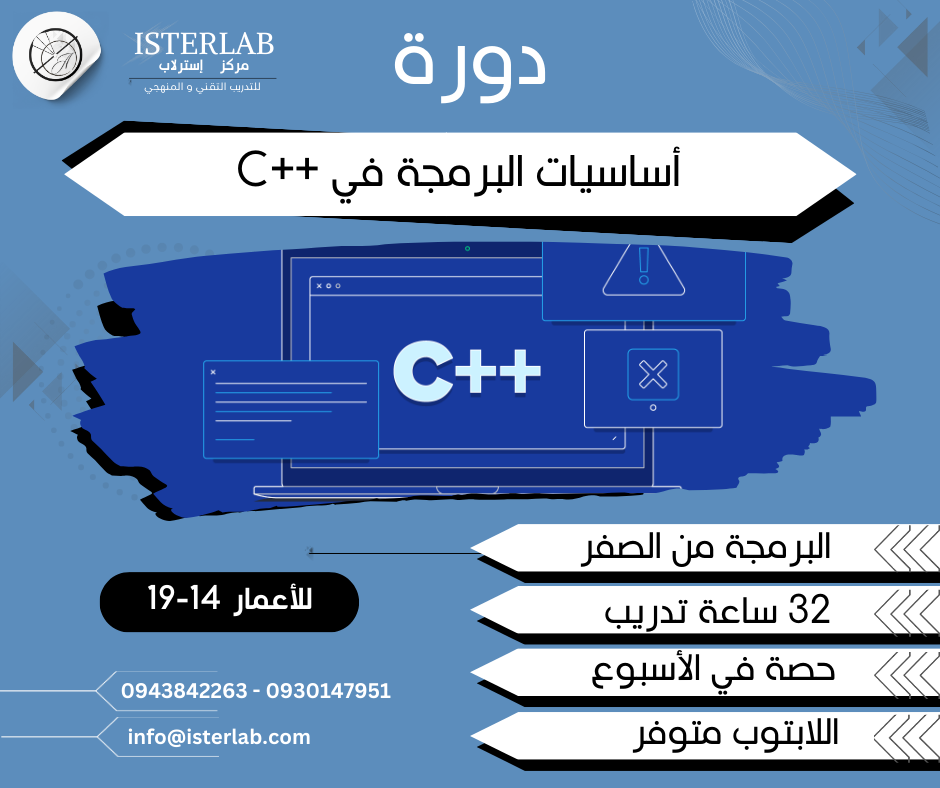 ISTERLAB
مركز إسترلاب
للتدريب التقني و المنهجي
دورة
أساسيات البرمجة في C++
C++
البرمجة من الصفر
32 ساعة تدريب
حصة في الأسبوع
اللابتوب متوفر
للأعمار 14-19
0943842263 - 0930147951
info@isterlab.com